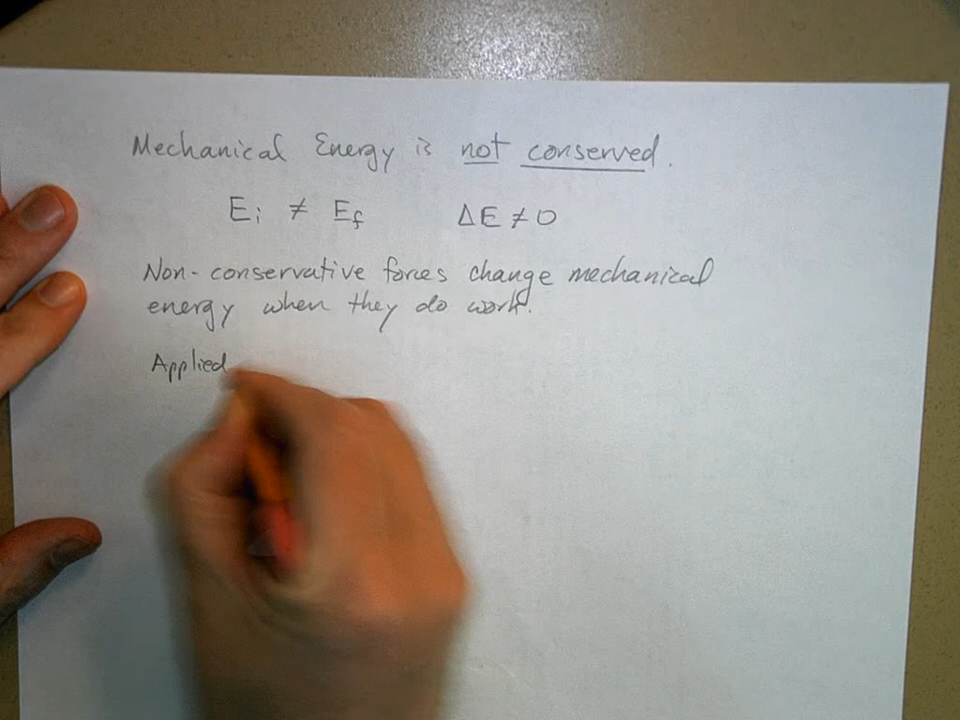 Mechanical Energy is not conserved.
Ei ≠ Ef ΔE ≠ 0
Non-conservative forces change mechanical
energy when they do work.
Applied